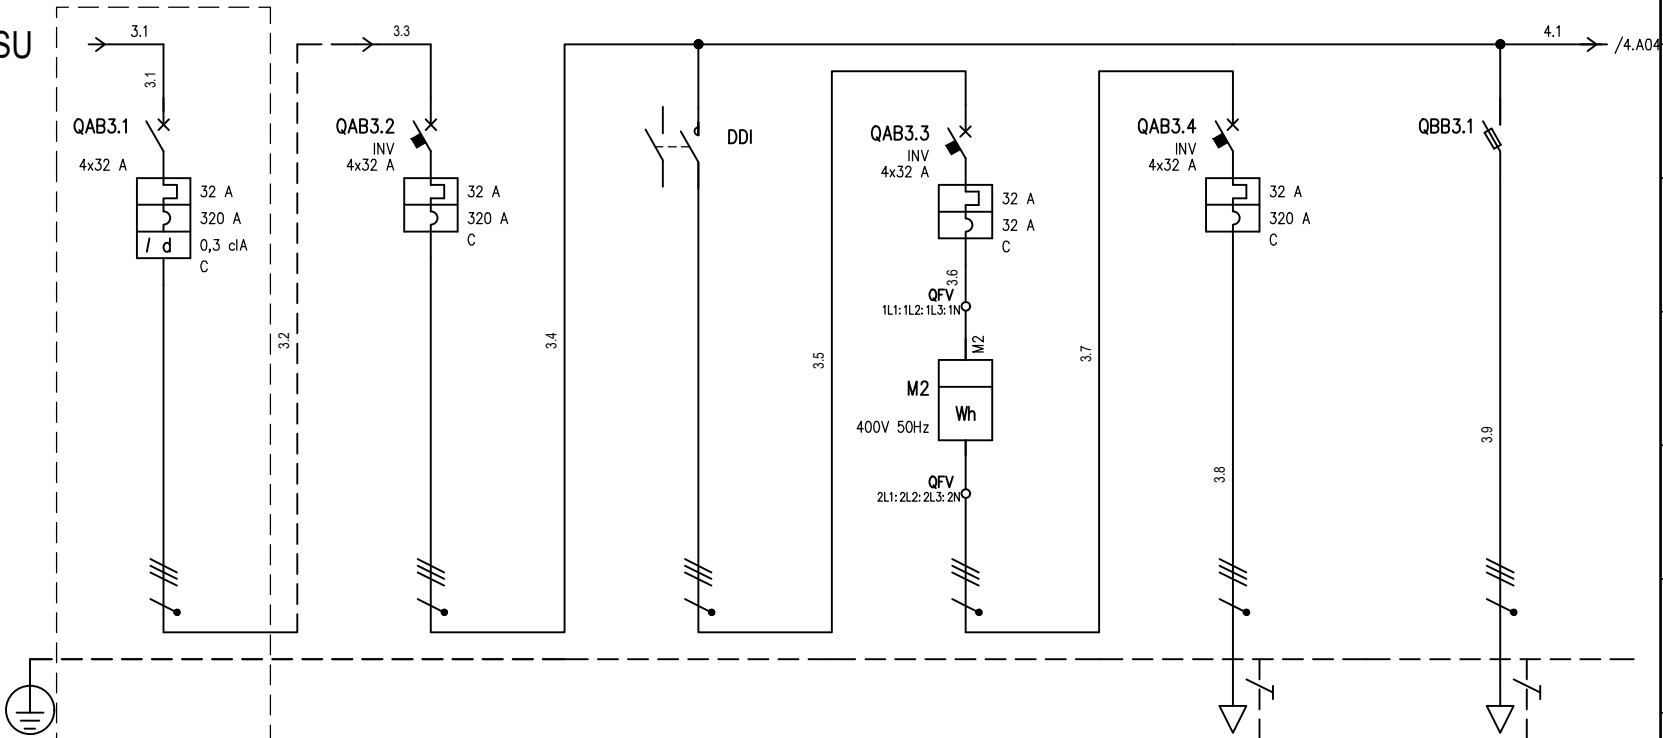 SU
3.1
3.1
QAB3.1
4x32 A
32 A
320 A
I d
0,3 clA
C
3.2
3.3
QAB3.2
INV
4x32 A
32 A
320 A
C
3.4
DDI
3.5
QAB3.3
INV
4x32 A
32 A
32 A
C
3.6
QFV
1L1:1L2:1L3:1N
M2
M2
Wh
400V 50Hz
QFV
2L1:2L2:2L3:2N
3.7
QAB3.4
INV
4x32 A
32 A
320 A
C
3.8
QBB3.1
3.9
4.1
/4.A04